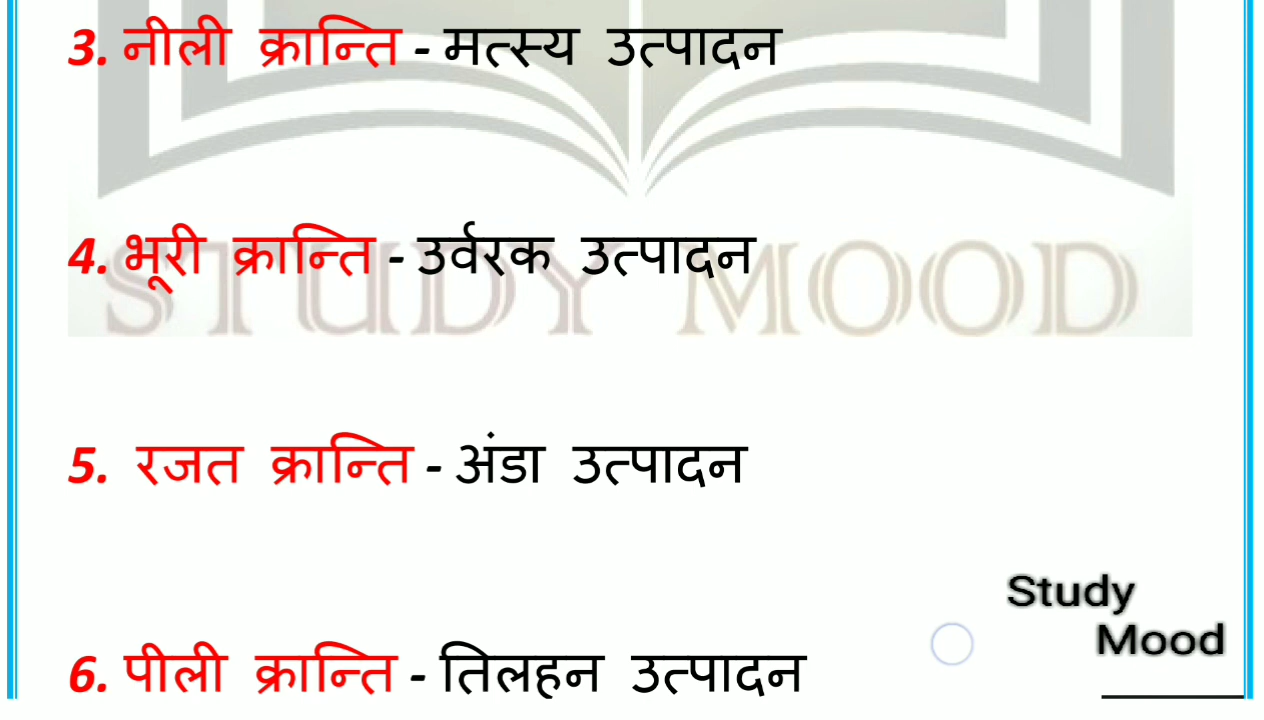 3. नीली क्रान्ति - मत्स्य उत्पादन
4. भूरी क्रान्ति - उर्वरक उत्पादन
STUDY MOOD
5. रजत क्रान्ति - अंडा उत्पादन
Study
Mood
6. पीली क्रान्ति - तिलहन उत्पादन